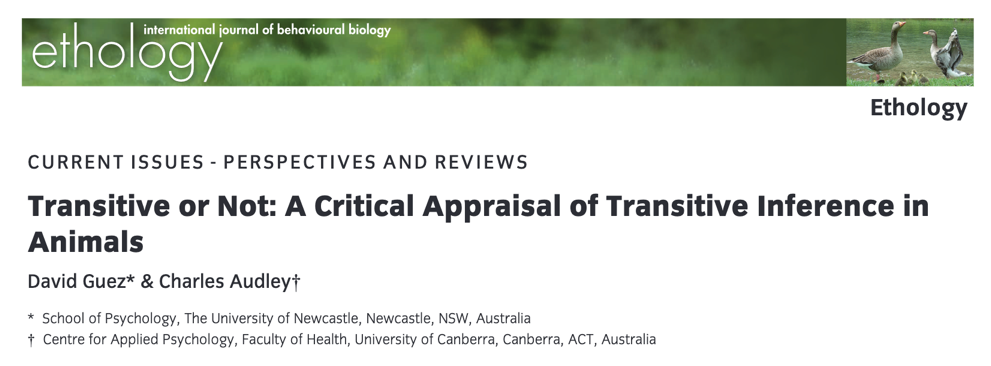 international journal of behavioural biology
ethology
Ethology
CURRENT ISSUES - PERSPECTIVES AND REVIEWS
Transitive or Not: A Critical Appraisal of Transitive Inference in
Animals
David Guez* & Charles Audley†
* School of Psychology, The University of Newcastle, Newcastle, NSW, Australia
† Centre for Applied Psychology, Faculty of Health, University of Canberra, Canberra, ACT, Australia